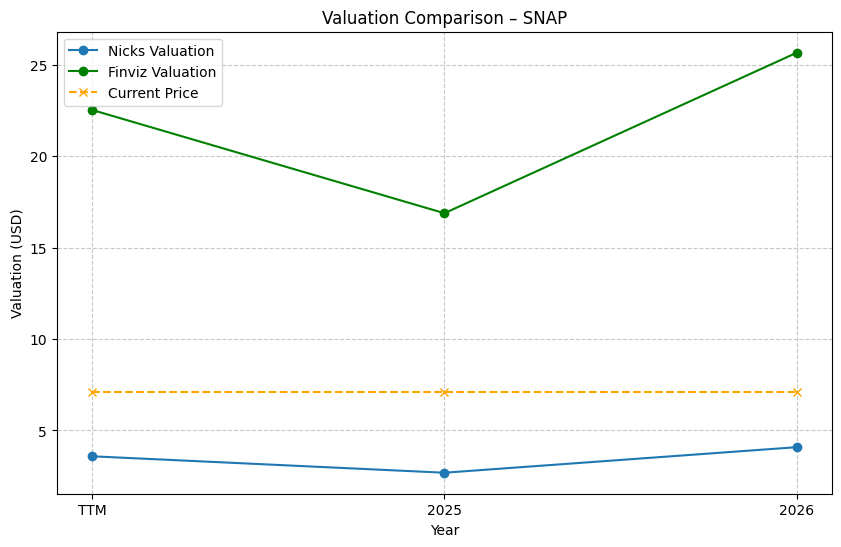 Valuation Comparison – SNAP
Nicks Valuation
Finviz Valuation
Current Price
Valuation (USD)
25
20
15
10
5
TTM 2025 2026
Year